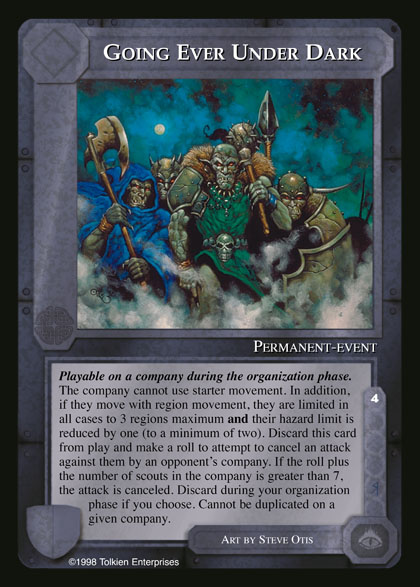 GOING EVER UNDER DARK
PERMANENT-EVENT
Playable on a company during the organization phase.
The company cannot use starter movement. In addition,
if they move with region movement, they are limited in
all cases to 3 regions maximum and their hazard limit is
reduced by one (to a minimum of two). Discard this card
from play and make a roll to attempt to cancel an attack
against them by an opponent's company. If the roll plus
the number of scouts in the company is greater than 7,
the attack is canceled. Discard during your organization
phase if you choose. Cannot be duplicated on a
given company.
4
ART BY STEVE OTIS
©1998 Tolkien Enterprises